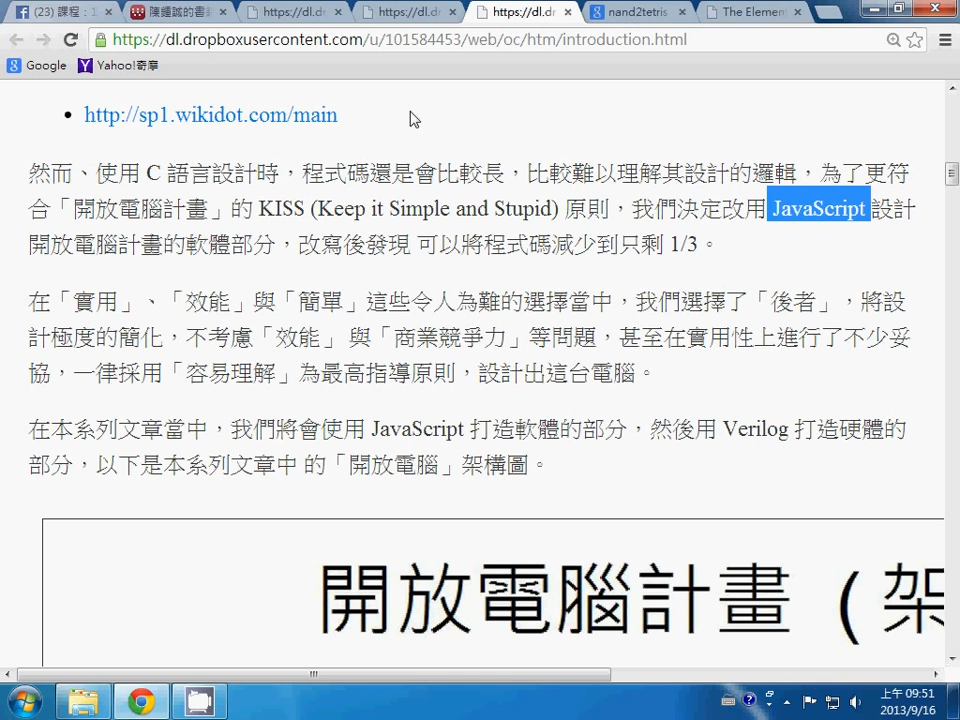 (23) 課程：1
陳鍾誠的書
https://dl.dr
https://dl.dr
https://dl.dr
nand2tetris
The Elemen
https://dl.dropboxusercontent.com/u/101584453/web/oc/htm/introduction.html
Google
Yahoo!奇摩
• http://sp1.wikidot.com/main
然而、使用 C 語言設計時，程式碼還是會比較長，比較難以理解其設計的邏輯，為了更符
合「開放電腦計畫」的 KISS (Keep it Simple and Stupid) 原則，我們決定改用 JavaScript 設計
開放電腦計畫的軟體部分，改寫後發現 可以將程式碼減少到只剩 1/3。
在「實用」、「效能」與「簡單」這些令人為難的選擇當中，我們選擇了「後者」，將設
計極度的簡化，不考慮「效能」 與「商業競爭力」等問題，甚至在實用性上進行了不少妥
協，一律採用「容易理解」為最高指導原則，設計出這台電腦。
在本系列文章當中，我們將會使用 JavaScript 打造軟體的部分，然後用 Verilog 打造硬體的
部分，以下是本系列文章中 的「開放電腦」架構圖。
開放電腦計畫（架
上午 09:51
2013/9/16